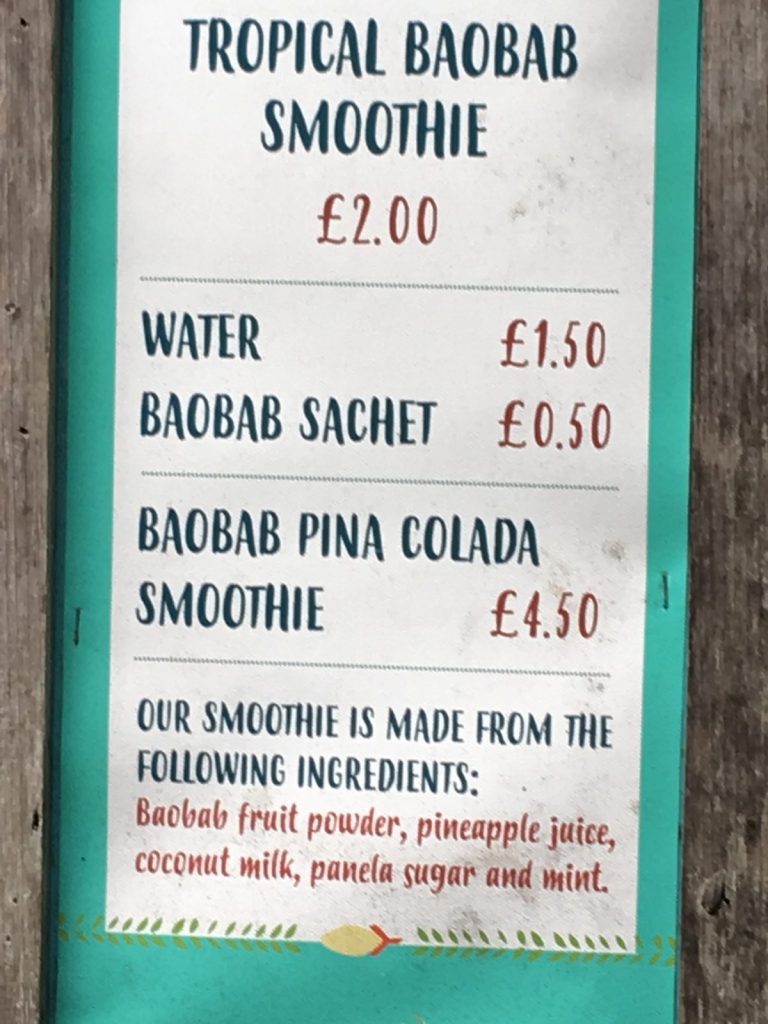 TROPICAL BAOBAB
SMOOTHIE
£2.00
WATER £1.50
BAOBAB SACHET £0.50
BAOBAB PINA COLADA
SMOOTHIE £4.50
OUR SMOOTHIE IS MADE FROM THE
FOLLOWING INGREDIENTS:
Baobab fruit powder, pineapple juice,
coconut milk, panela sugar and mint.